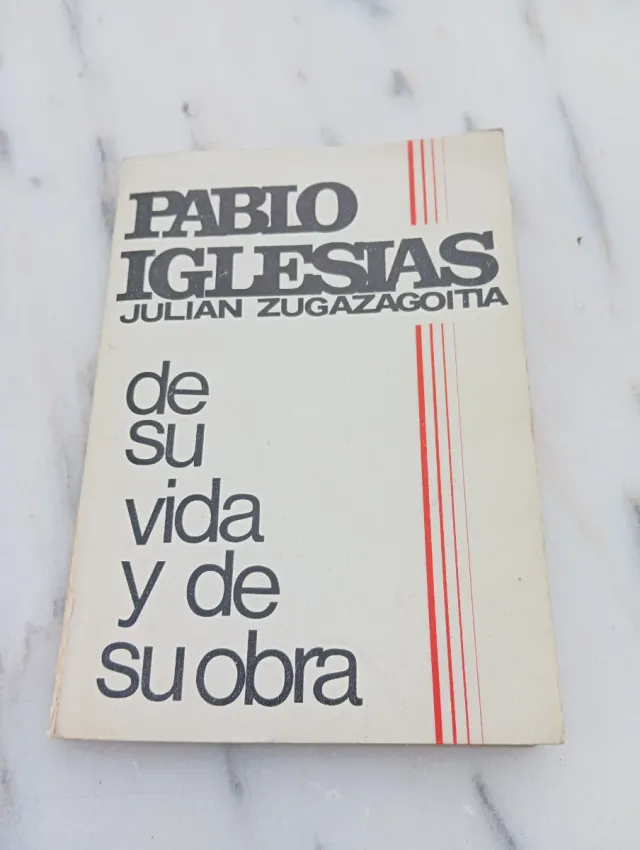 PABLO
IGLESIAS
JULIAN ZUGAZAGOITIA
de
su
vida
y de
su obra